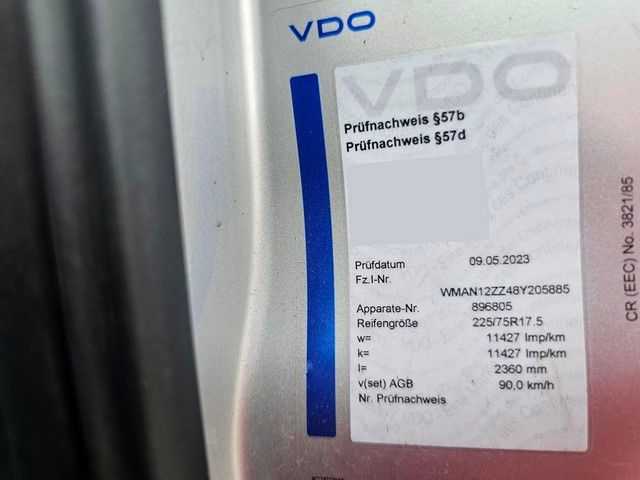 VDO
VDO
Prüfnachweis §57b
Prüfnachweis §57d
Prüfdatum 09.05.2023
Fz.I-Nr.
WMAN12ZZ48Y205885
Apparate-Nr. 896805
Reifengröße 225/75R17.5
w= 11427 Imp/km
k= 11427 Imp/km
l= 2360 mm
v(set) AGB 90,0 km/h
Nr. Prüfnachweis
CR (EEC) No. 3821/85